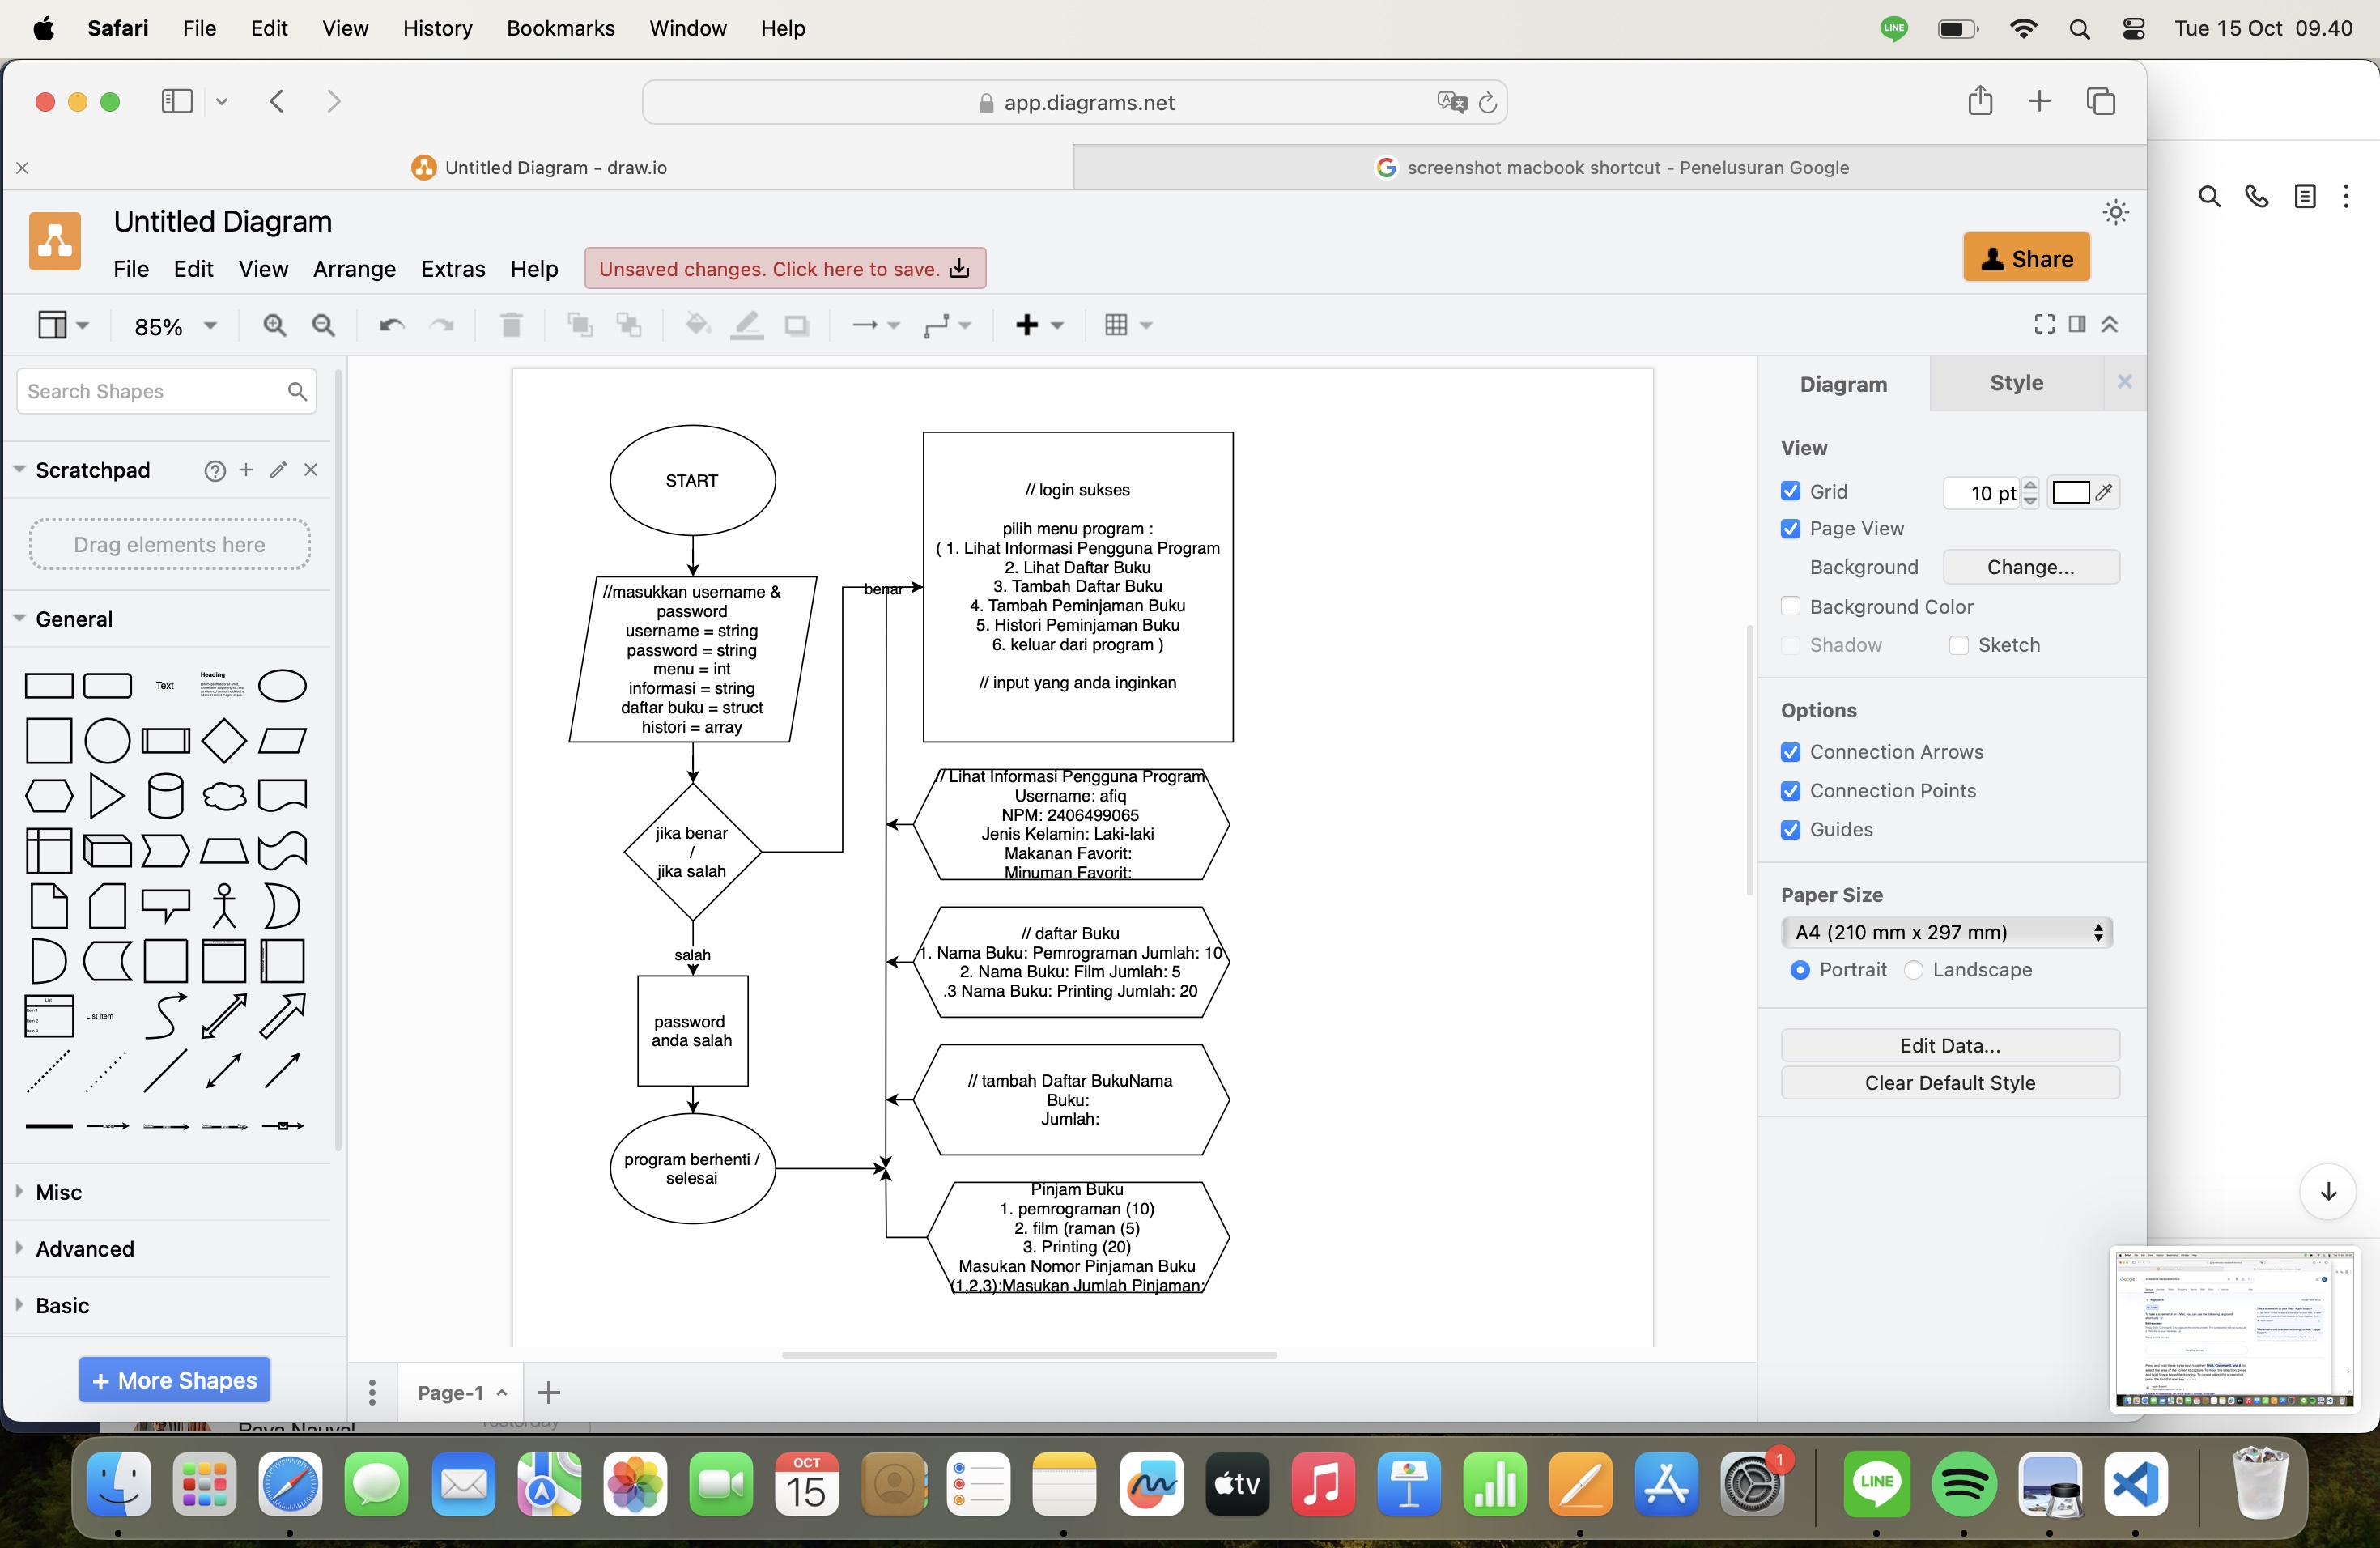 Safari File Edit View History Bookmarks Window Help
LINE
Tue 15 Oct 09.40
app.diagrams.net
Untitled Diagram - draw.io
screenshot macbook shortcut - Penelusuran Google
Untitled Diagram
File Edit View Arrange Extras Help
Unsaved changes. Click here to save.
Share
85%
Search Shapes
Scratchpad
Drag elements here
General
Text
Heading
List Item
Misc
Advanced
Basic
+ More Shapes
START
//masukkan username &
password
username = string
password = string
menu = int
informasi = string
daftar buku = struct
histori = array
jika benar
/
jika salah
salah
password
anda salah
program berhenti /
selesai
benar
// login sukses
pilih menu program :
( 1. Lihat Informasi Pengguna Program
2. Lihat Daftar Buku
3. Tambah Daftar Buku
4. Tambah Peminjaman Buku
5. Histori Peminjaman Buku
6. keluar dari program )
// input yang anda inginkan
// Lihat Informasi Pengguna Program
Username: afiq
NPM: 2406499065
Jenis Kelamin: Laki-laki
Makanan Favorit:
Minuman Favorit:
// daftar Buku
1. Nama Buku: Pemrograman Jumlah: 10
2. Nama Buku: Film Jumlah: 5
.3 Nama Buku: Printing Jumlah: 20
// tambah Daftar BukuNama
Buku:
Jumlah:
Pinjam Buku
1. pemrograman (10)
2. film (raman (5)
3. Printing (20)
Masukan Nomor Pinjaman Buku
(1,2,3):Masukan Jumlah Pinjaman:
Page-1
Diagram
Style
View
Grid
10 pt
Page View
Background
Change...
Background Color
Shadow
Sketch
Options
Connection Arrows
Connection Points
Guides
Paper Size
A4 (210 mm x 297 mm)
Portrait
Landscape
Edit Data...
Clear Default Style
Raya Nauval
Yesterday
OCT
15
tv
1
LINE